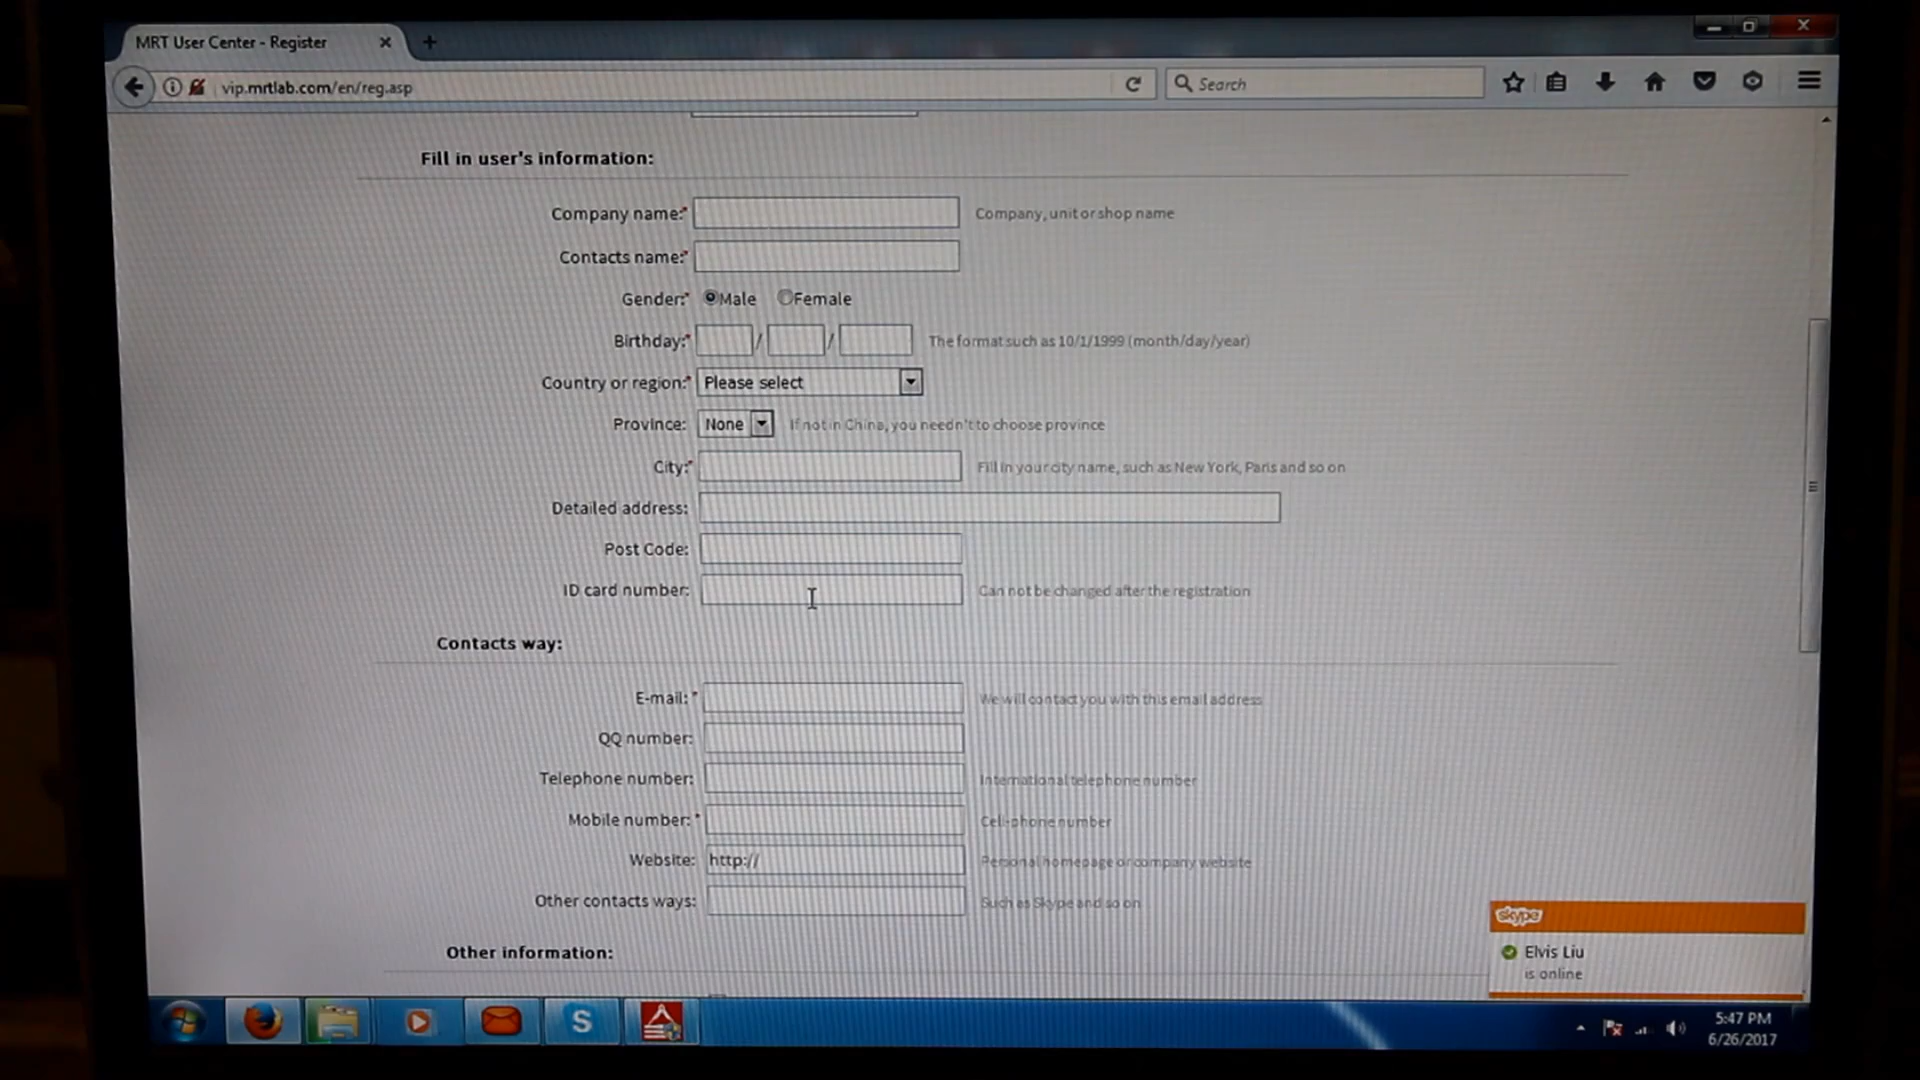 MRT User Center - Register
vip.mrtlab.com/en/reg.asp
Search
Fill in user's information:
Company name:* Company, unit or shop name
Contacts name:*
Gender:* Male Female
Birthday:* / / The format such as 10/1/1999 (month/day/year)
Country or region:* Please select
Province: None If not in China, you needn't to choose province
City:* Fill in your city name, such as New York, Paris and so on
Detailed address:
Post Code:
ID card number: Can not be changed after the registration
Contacts way:
E-mail: * We will contact you with this email address
QQ number:
Telephone number: International telephone number
Mobile number: * Cell-phone number
Website: http:// Personal homepage or company website
Other contacts ways: Such as Skype and so on
Other information:
skype
Elvis Liu
is online
S
5:47 PM
6/26/2017